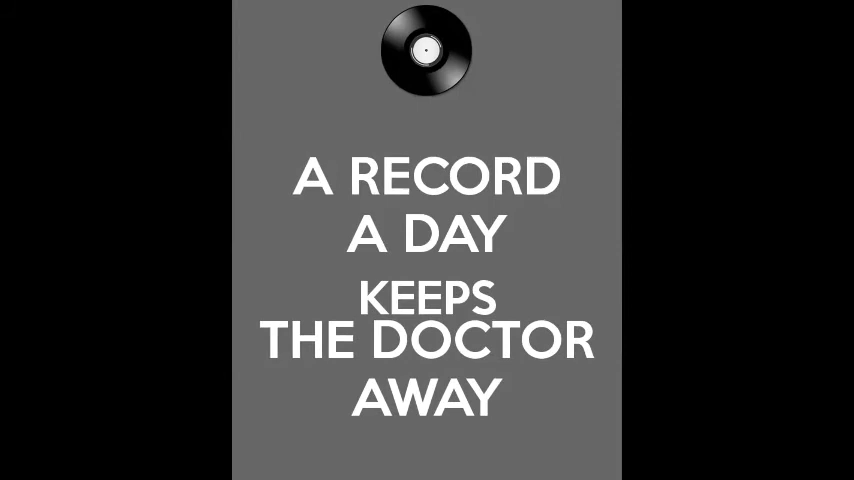 A RECORD
A DAY
KEEPS
THE DOCTOR
AWAY